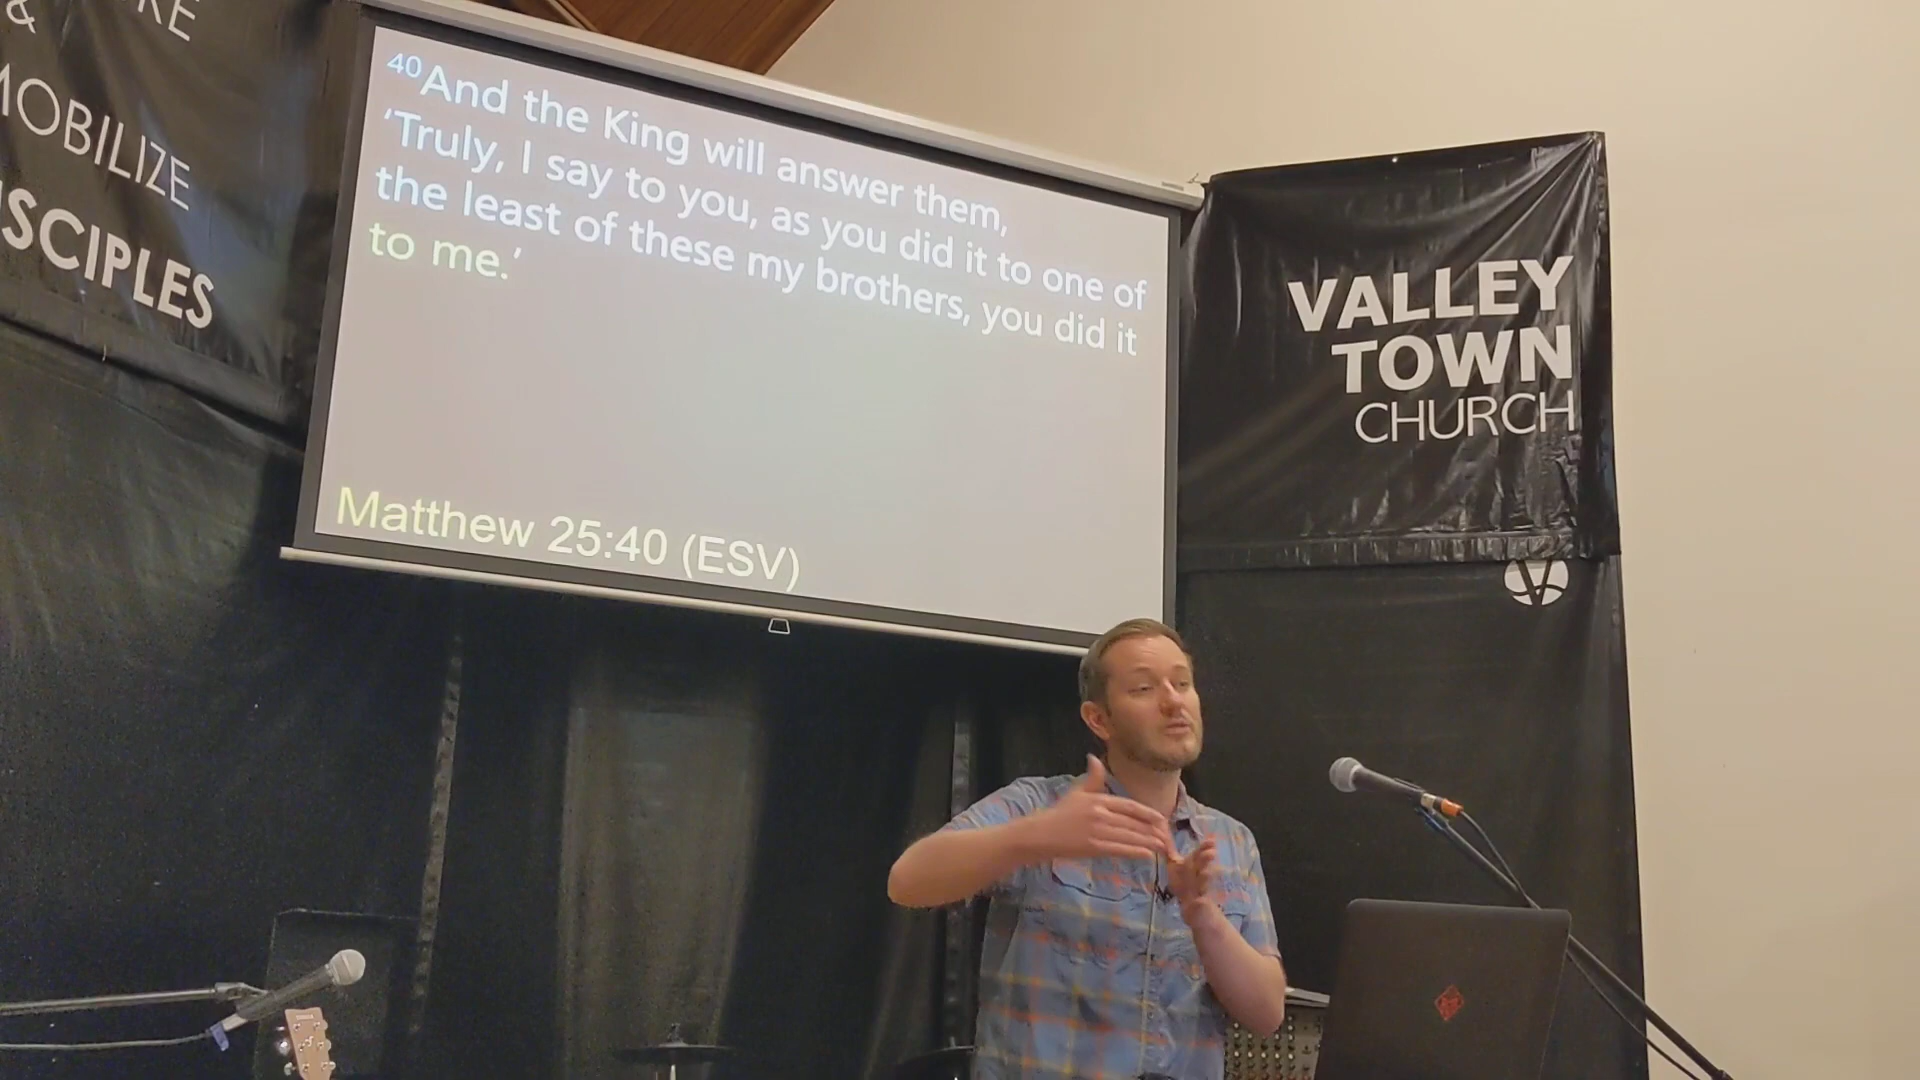 &
MOBILIZE
40And the King will answer them,
‘Truly, I say to you, as you did it to one of
the least of these my brothers, you did it
to me.’
Matthew 25:40 (ESV)
VALLEY
TOWN
CHURCH